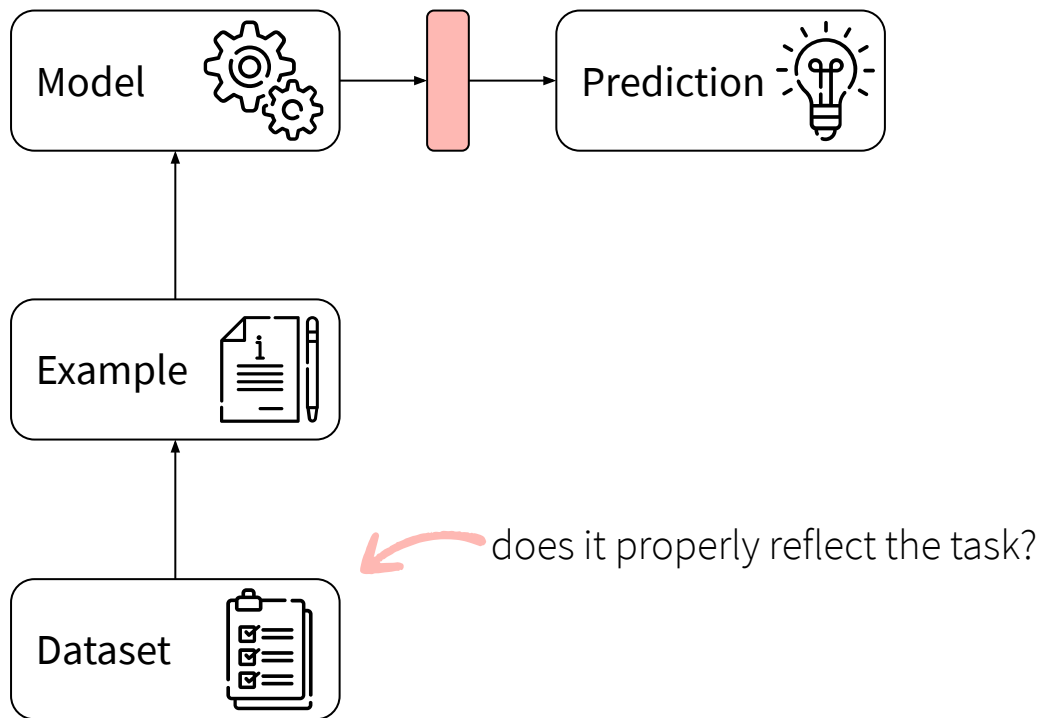 Model
Prediction
Example
i
does it properly reflect the task?
Dataset